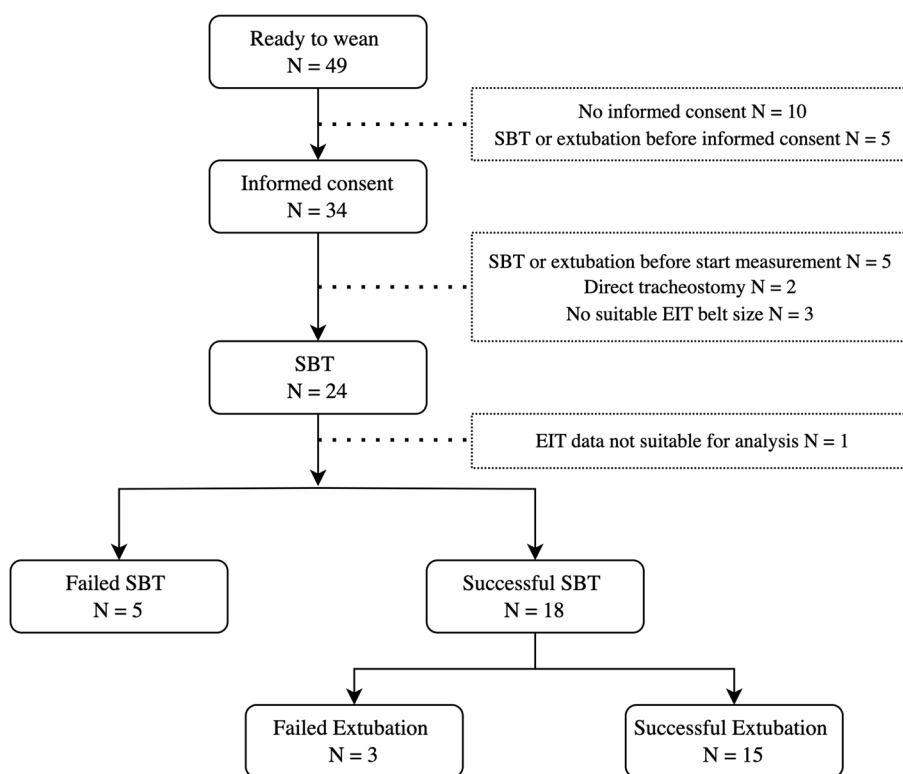 Ready to wean
N = 49
No informed consent N = 10
SBT or extubation before informed consent N = 5
Informed consent
N = 34
SBT or extubation before start measurement N = 5
Direct tracheostomy N = 2
No suitable EIT belt size N = 3
SBT
N = 24
EIT data not suitable for analysis N = 1
Failed SBT
N = 5
Successful SBT
N = 18
Failed Extubation
N = 3
Successful Extubation
N = 15